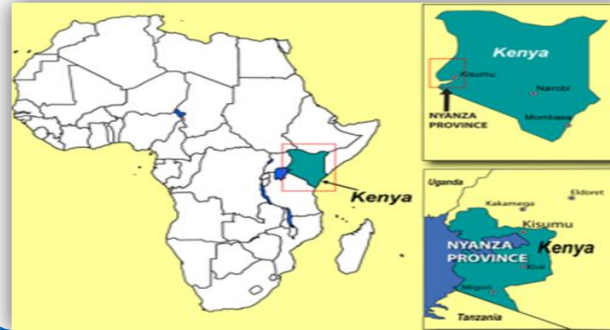 Kenya
Kenya
Kisumu
Nairobi
NYANZA
PROVINCE
Mombasa
Uganda
Eldoret
Kakamega
Kisumu
NYANZA
PROVINCE
Kenya
Kisii
Migori
Tanzania